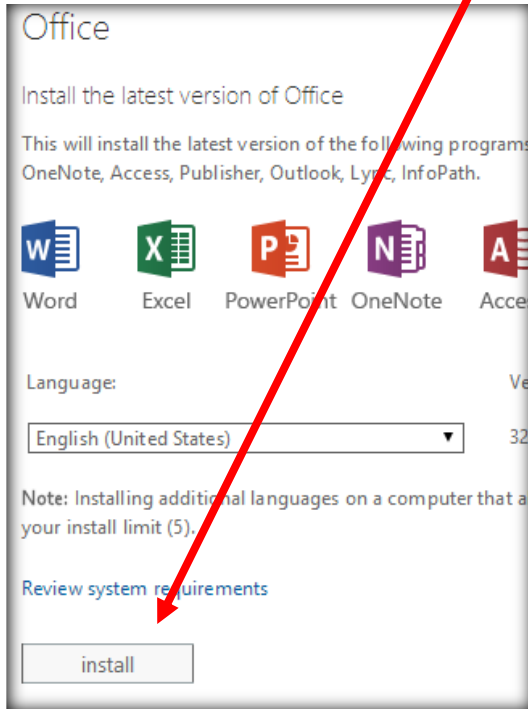 Office
Install the latest version of Office
This will install the latest version of the following programs
OneNote, Access, Publisher, Outlook, Lync, InfoPath.
W X P N A
Word Excel PowerPoint OneNote Acces
Language: Ve
English (United States) 32
Note: Installing additional languages on a computer that a
your install limit (5).
Review system requirements
install